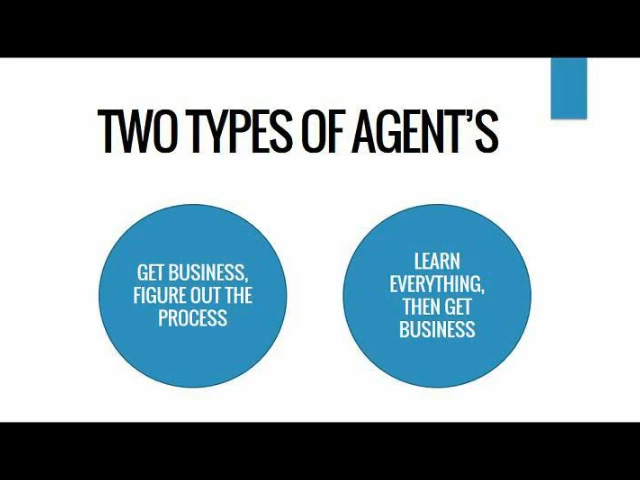 TWO TYPES OF AGENT'S
GET BUSINESS,
FIGURE OUT THE
PROCESS
LEARN
EVERYTHING,
THEN GET
BUSINESS